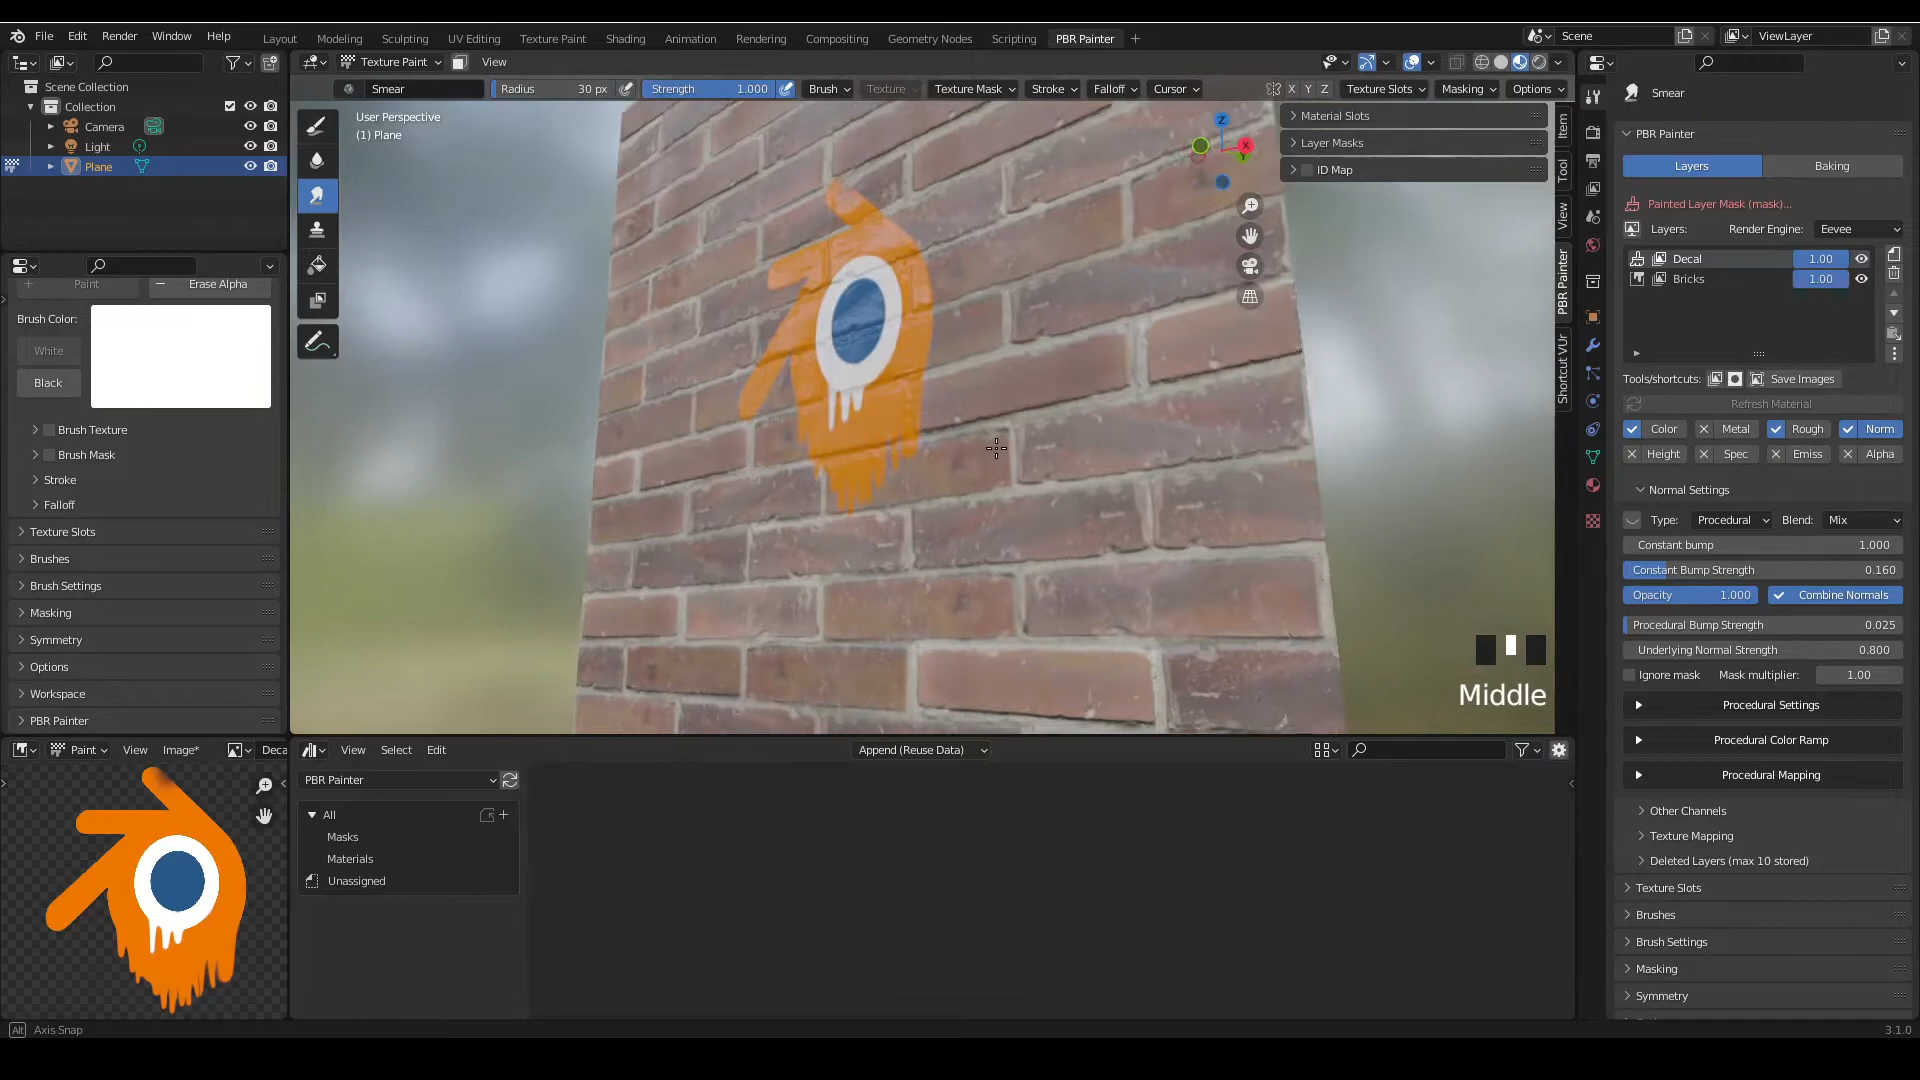 File Edit Render Window Help
Layout Modeling Sculpting UV Editing Texture Paint Shading Animation Rendering Compositing Geometry Nodes Scripting PBR Painter
Scene
ViewLayer
Scene Collection
Collection
Camera
Light
Plane
Texture Paint View
Smear
Radius 30 px
Strength 1.000
Brush Texture Texture Mask Stroke Falloff Cursor
X Y Z
Texture Slots Masking Options
User Perspective
(1) Plane
Z
X
Y
Material Slots
Layer Masks
ID Map
Item
Tool
View
PBR Painter
Shortcut VUr
Middle
Paint
Erase Alpha
Brush Color:
White
Black
Brush Texture
Brush Mask
Stroke
Falloff
Texture Slots
Brushes
Brush Settings
Masking
Symmetry
Options
Workspace
PBR Painter
Paint View Image* Deca
View Select Edit
Append (Reuse Data)
PBR Painter
All
Masks
Materials
Unassigned
Smear
PBR Painter
Layers Baking
Painted Layer Mask (mask)...
Layers: Render Engine: Eevee
Decal 1.00
Bricks 1.00
Tools/shortcuts: Save Images
Refresh Material
Color Metal Rough Norm
Height Spec Emiss Alpha
Normal Settings
Type: Procedural Blend: Mix
Constant bump 1.000
Constant Bump Strength 0.160
Opacity 1.000 Combine Normals
Procedural Bump Strength 0.025
Underlying Normal Strength 0.800
Ignore mask Mask multiplier: 1.00
Procedural Settings
Procedural Color Ramp
Procedural Mapping
Other Channels
Texture Mapping
Deleted Layers (max 10 stored)
Texture Slots
Brushes
Brush Settings
Masking
Symmetry
Alt Axis Snap
3.1.0